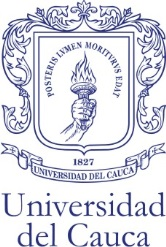 POSTERIS LVMEN MORITVRVS EDAT
1827
UNIVERSIDAD DEL CAUCA
Universidad
del Cauca